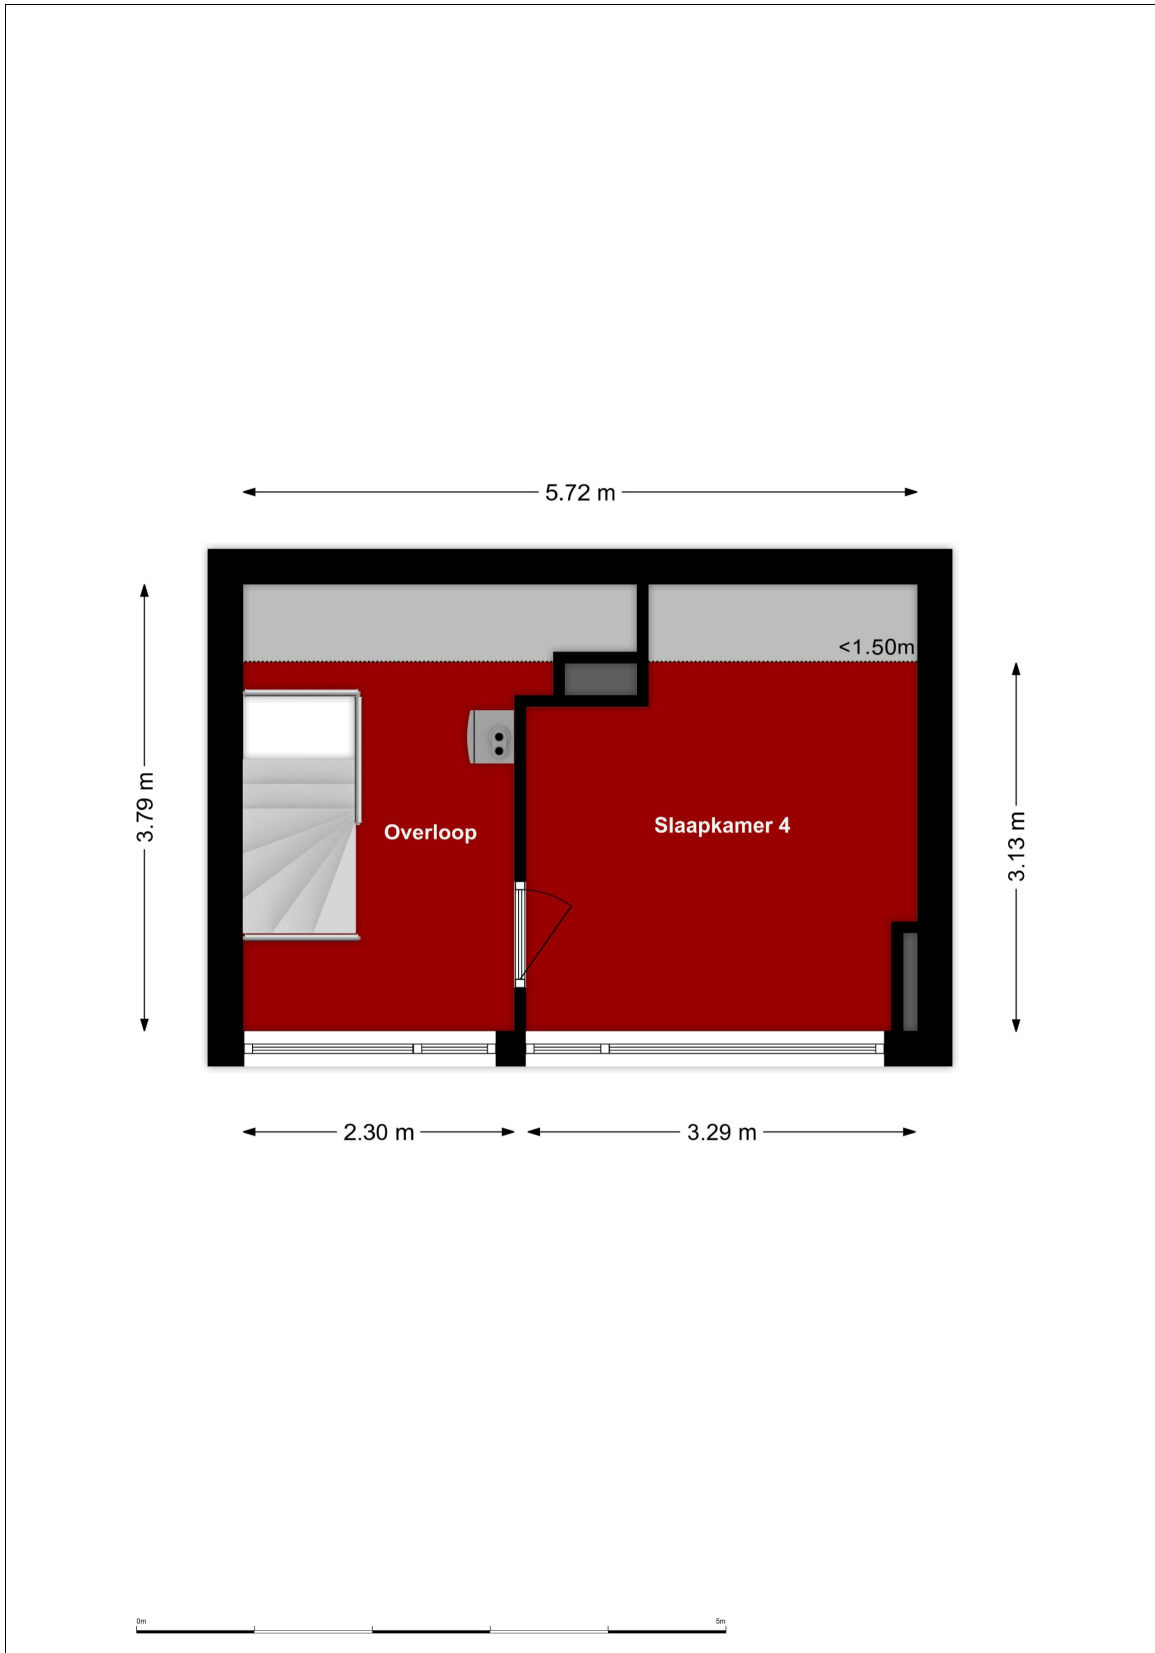 5.72 m
<1.50m
3.79 m
Overloop
Slaapkamer 4
3.13 m
2.30 m
3.29 m
0m
5m